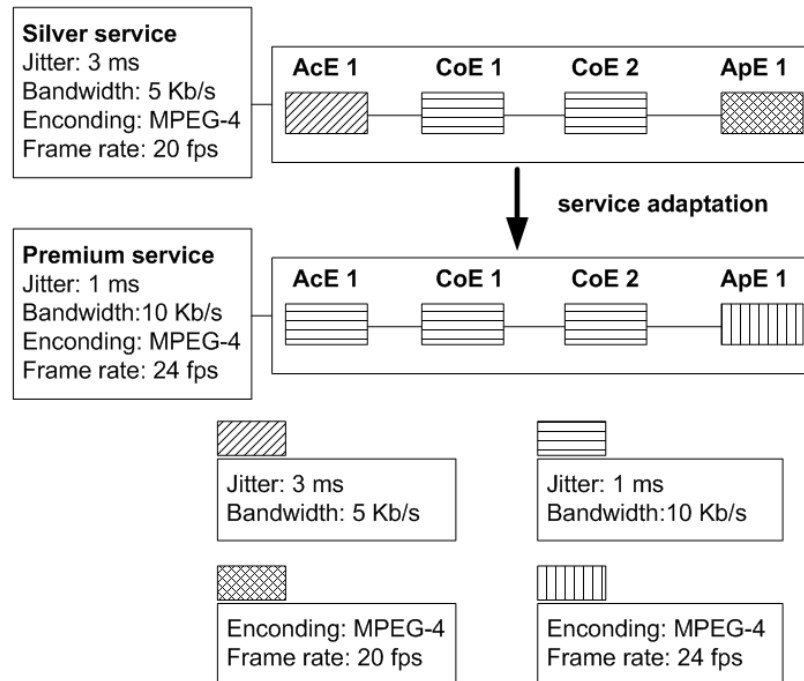 Silver service
Jitter: 3 ms
Bandwidth: 5 Kb/s
Enconding: MPEG-4
Frame rate: 20 fps
AcE 1 CoE 1 CoE 2 ApE 1
service adaptation
Premium service
Jitter: 1 ms
Bandwidth:10 Kb/s
Enconding: MPEG-4
Frame rate: 24 fps
AcE 1 CoE 1 CoE 2 ApE 1
Jitter: 3 ms
Bandwidth: 5 Kb/s
Jitter: 1 ms
Bandwidth:10 Kb/s
Enconding: MPEG-4
Frame rate: 20 fps
Enconding: MPEG-4
Frame rate: 24 fps